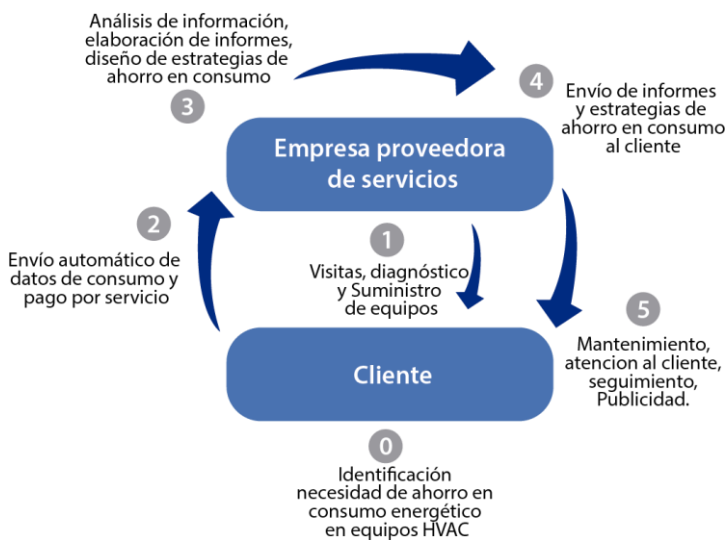 Análisis de información,
elaboración de informes,
diseño de estrategias de
ahorro en consumo
3
4
Envío de informes
y estrategias de
ahorro en consumo
al cliente
Empresa proveedora
de servicios
2
Envío automático de
datos de consumo y
pago por servicio
1
Visitas, diagnóstico
y Suministro
de equipos
5
Mantenimiento,
atencion al cliente,
seguimiento,
Publicidad.
Cliente
0
Identificación
necesidad de ahorro en
consumo energético
en equipos HVAC